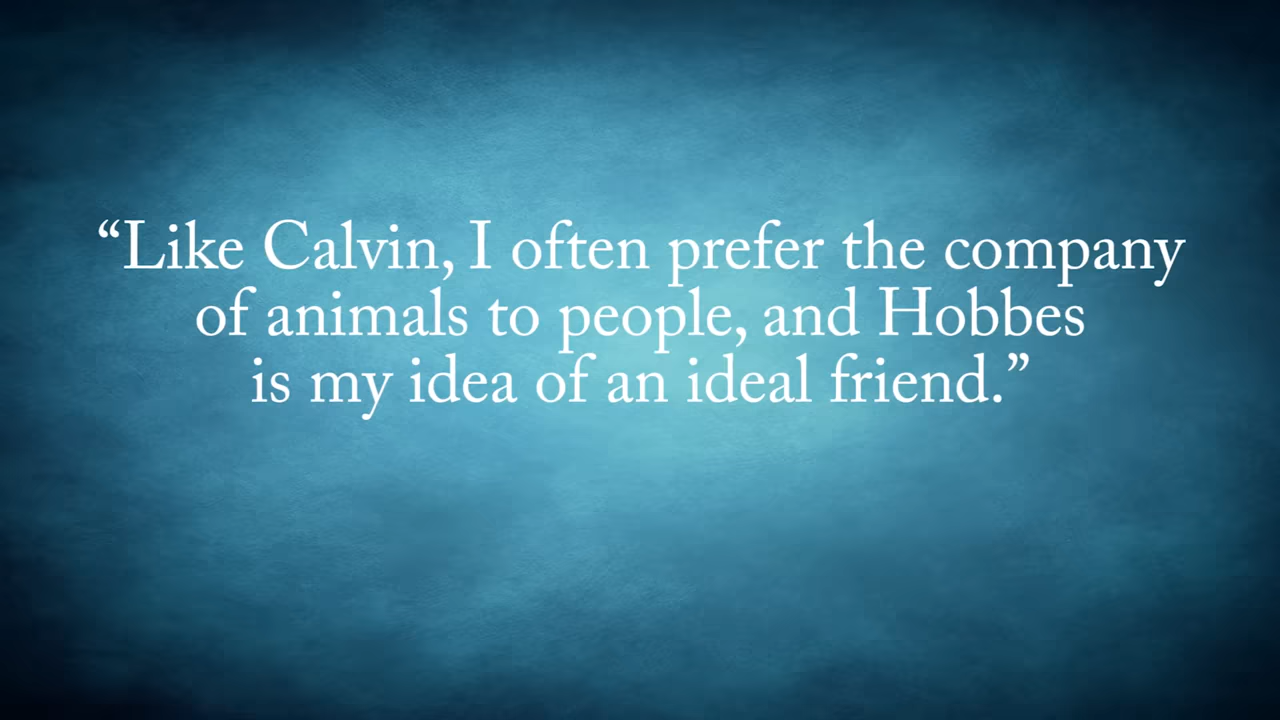 “Like Calvin, I often prefer the company
of animals to people, and Hobbes
is my idea of an ideal friend.”